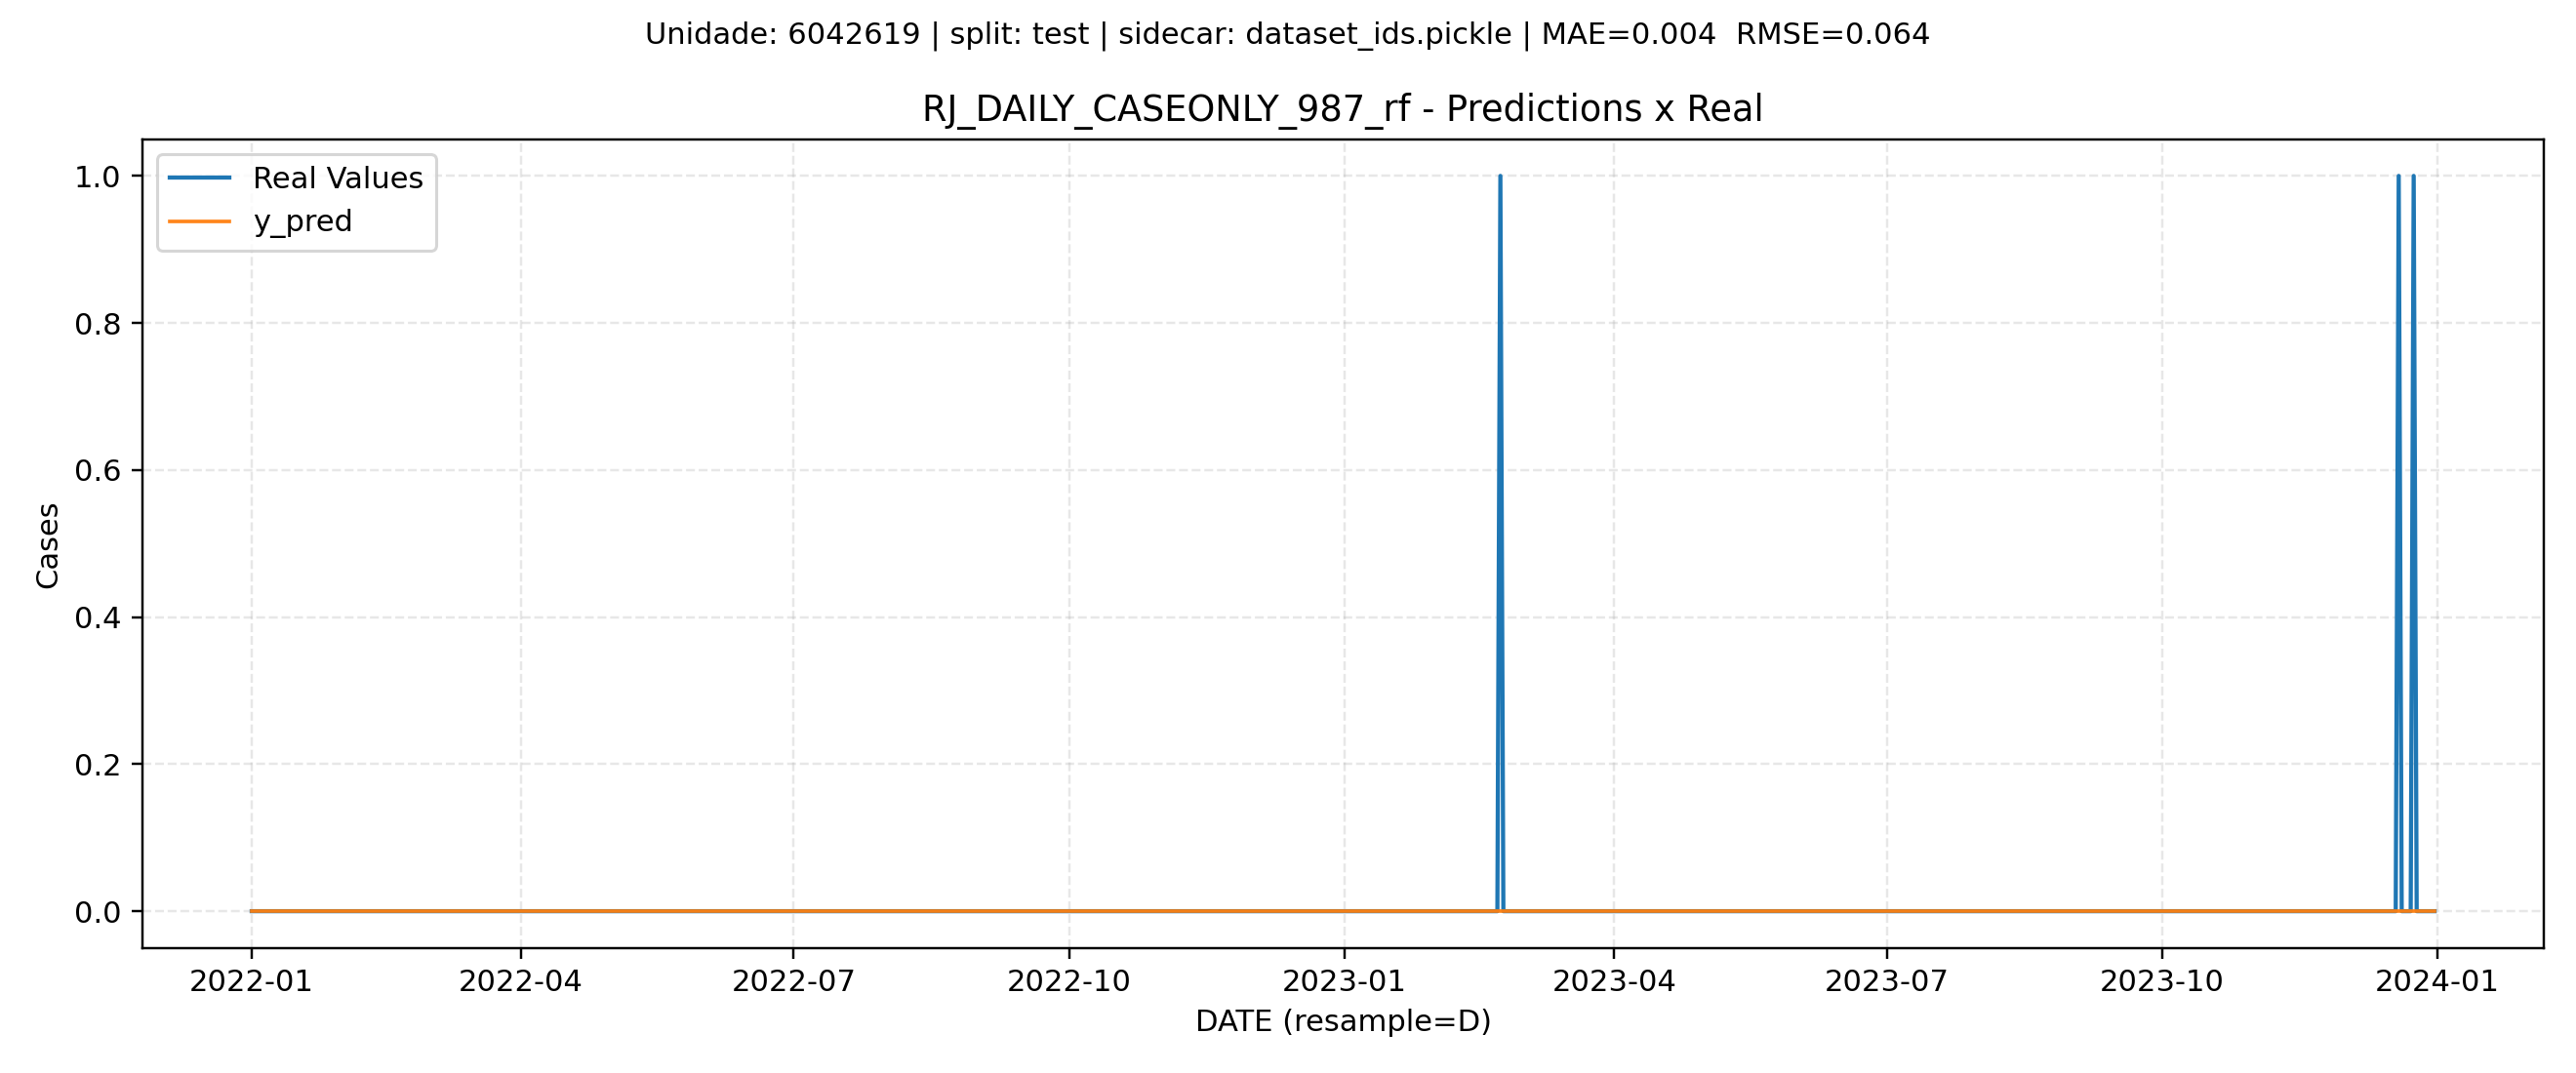 Unidade: 6042619 | split: test | sidecar: dataset_ids.pickle | MAE=0.004  RMSE=0.064
RJ_DAILY_CASEONLY_987_rf - Predictions x Real
Real Values
y_pred
1.0
0.8
0.6
0.4
0.2
0.0
Cases
2022-01 2022-04 2022-07 2022-10 2023-01 2023-04 2023-07 2023-10 2024-01
DATE (resample=D)